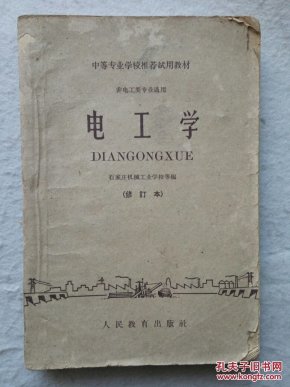 中等专业学校推荐试用教材
非电工类专业适用
电工学
DIANGONGXUE
石家庄机械工业学校等编
(修訂本)
人民教育出版社
孔夫子旧书网